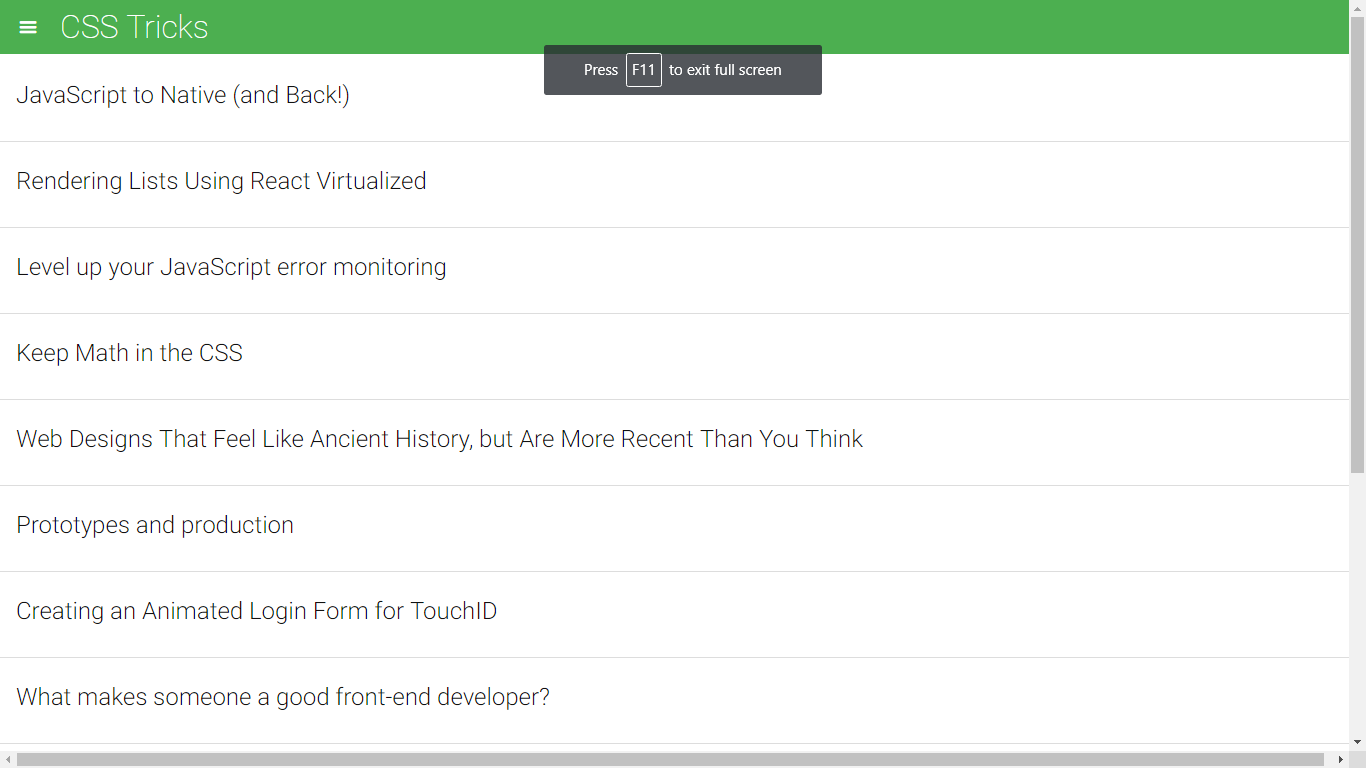 CSS Tricks
Press F11 to exit full screen
JavaScript to Native (and Back!)
Rendering Lists Using React Virtualized
Level up your JavaScript error monitoring
Keep Math in the CSS
Web Designs That Feel Like Ancient History, but Are More Recent Than You Think
Prototypes and production
Creating an Animated Login Form for TouchID
What makes someone a good front-end developer?